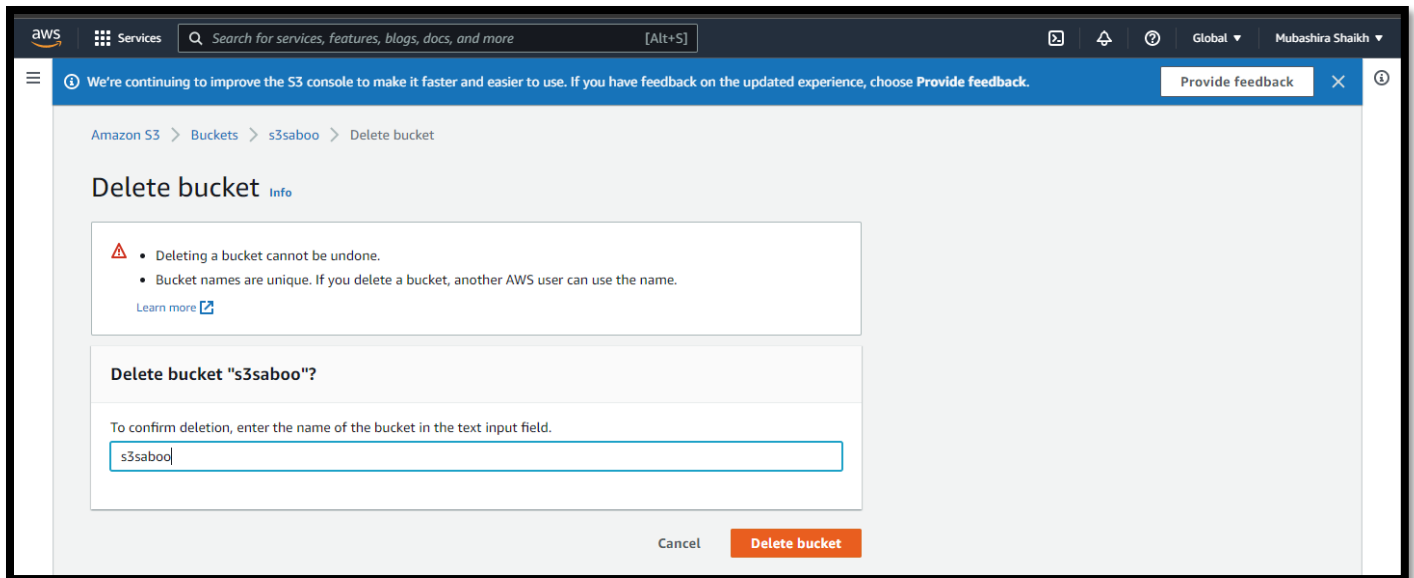 aws Services Search for services, features, blogs, docs, and more [Alt+S] Global Mubashira Shaikh
We're continuing to improve the S3 console to make it faster and easier to use. If you have feedback on the updated experience, choose Provide feedback. Provide feedback
Amazon S3 > Buckets > s3saboo > Delete bucket
Delete bucket Info
• Deleting a bucket cannot be undone.
• Bucket names are unique. If you delete a bucket, another AWS user can use the name.
Learn more
Delete bucket "s3saboo"?
To confirm deletion, enter the name of the bucket in the text input field.
s3saboo
Cancel Delete bucket